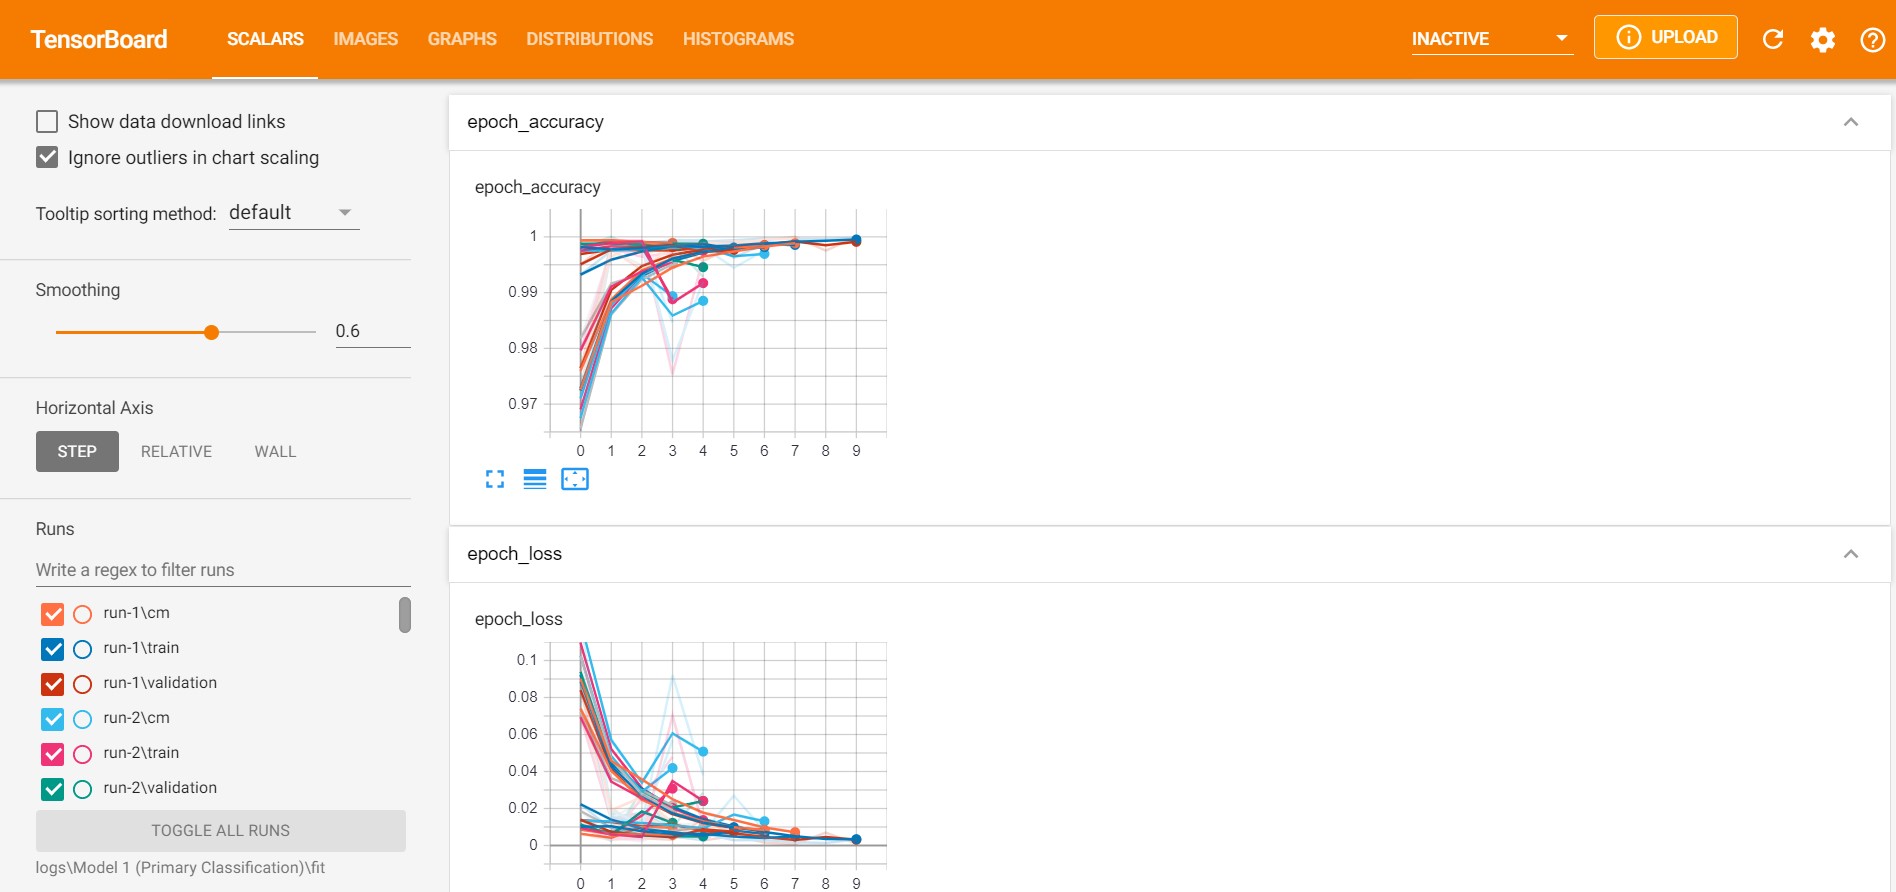 TensorBoard SCALARS IMAGES GRAPHS DISTRIBUTIONS HISTOGRAMS INACTIVE UPLOAD
Show data download links
Ignore outliers in chart scaling
Tooltip sorting method: default
Smoothing
0.6
Horizontal Axis
STEP RELATIVE WALL
Runs
Write a regex to filter runs
run-1\cm
run-1\train
run-1\validation
run-2\cm
run-2\train
run-2\validation
TOGGLE ALL RUNS
logs\Model 1 (Primary Classification)\fit
epoch_accuracy
epoch_accuracy
1
0.99
0.98
0.97
0 1 2 3 4 5 6 7 8 9
epoch_loss
epoch_loss
0.1
0.08
0.06
0.04
0.02
0
0 1 2 3 4 5 6 7 8 9